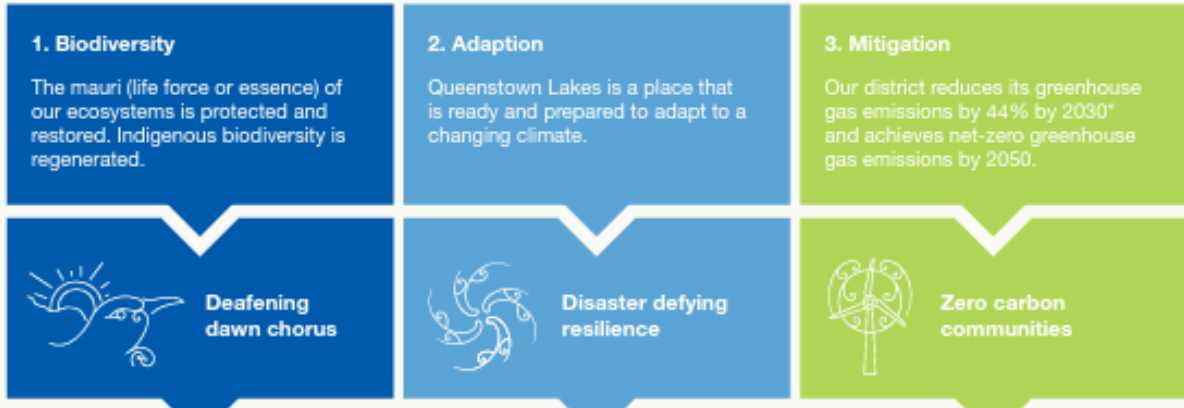 1. Biodiversity
The mauri (life force or essence) of
our ecosystems is protected and
restored. Indigenous biodiversity is
regenerated.
Deafening
dawn chorus
2. Adaption
Queenstown Lakes is a place that
is ready and prepared to adapt to a
changing climate.
Disaster defying
resilience
3. Mitigation
Our district reduces its greenhouse
gas emissions by 44% by 2030*
and achieves net-zero greenhouse
gas emissions by 2050.
Zero carbon
communities